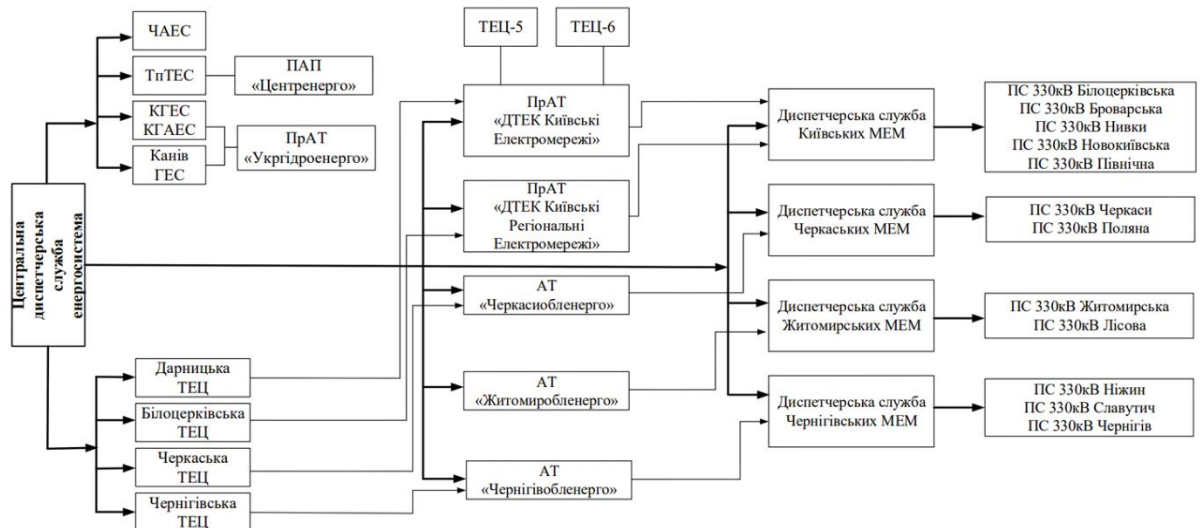 Центральна
диспетчерська
служба
енергосистема
ЧАЕС
ТпТЕС
КГЕС
КГАЕС
Канів
ГЕС
ПАП
«Центренерго»
ПрАТ
«Укргідроенерго»
Дарницька
ТЕЦ
Білоцерківська
ТЕЦ
Черкаська
ТЕЦ
Чернігівська
ТЕЦ
ТЕЦ-5
ТЕЦ-6
ПрАТ
«ДТЕК Київські
Електромережі»
ПрАТ
«ДТЕК Київські
Регіональні
Електромережі»
АТ
«Черкасиобленерго»
АТ
«Житомиробленерго»
АТ
«Чернігівобленерго»
Диспетчерська служба
Київських МЕМ
Диспетчерська служба
Черкаських МЕМ
Диспетчерська служба
Житомирських МЕМ
Диспетчерська служба
Чернігівських МЕМ
ПС 330кВ Білоцерківська
ПС 330кВ Броварська
ПС 330кВ Нивки
ПС 330кВ Новокиївська
ПС 330кВ Північна
ПС 330кВ Черкаси
ПС 330кВ Поляна
ПС 330кВ Житомирська
ПС 330кВ Лісова
ПС 330кВ Ніжин
ПС 330кВ Славутич
ПС 330кВ Чернігів